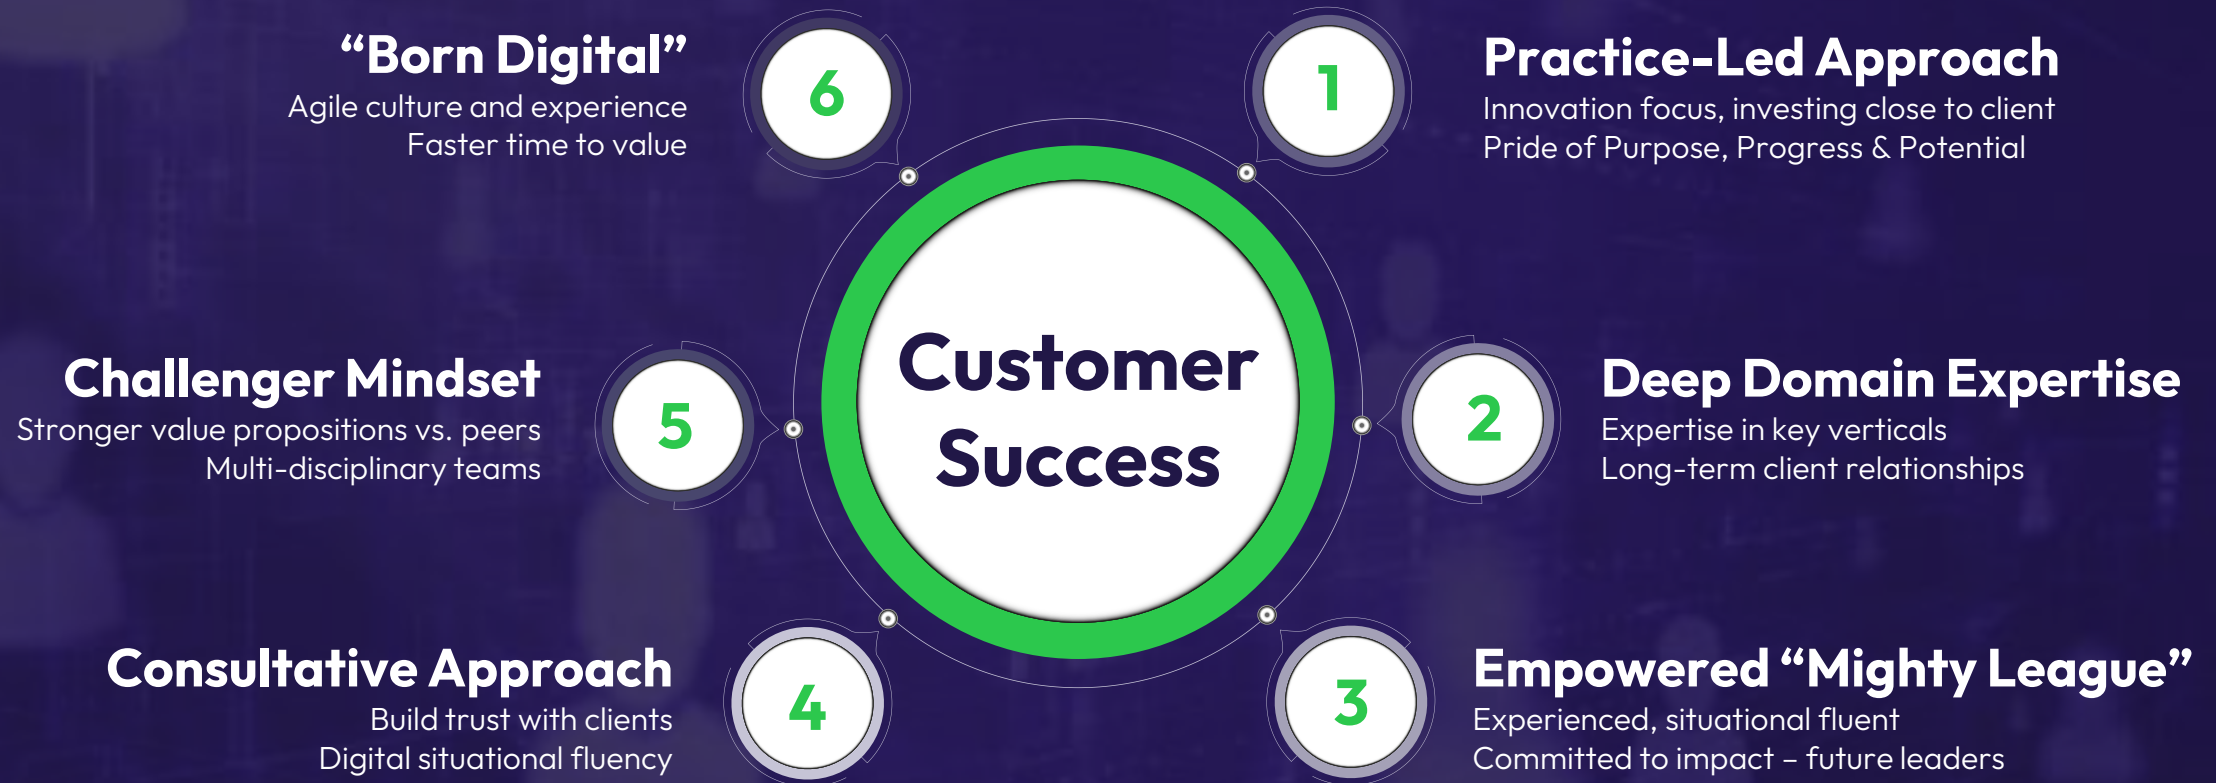 1
Practice-Led Approach
Innovation focus, investing close to client
Pride of Purpose, Progress & Potential
2
Deep Domain Expertise
Expertise in key verticals
Long-term client relationships
3
Empowered “Mighty League”
Experienced, situational fluent
Committed to impact – future leaders
4
Consultative Approach
Build trust with clients
Digital situational fluency
5
Challenger Mindset
Stronger value propositions vs. peers
Multi-disciplinary teams
6
“Born Digital”
Agile culture and experience
Faster time to value
Customer
Success